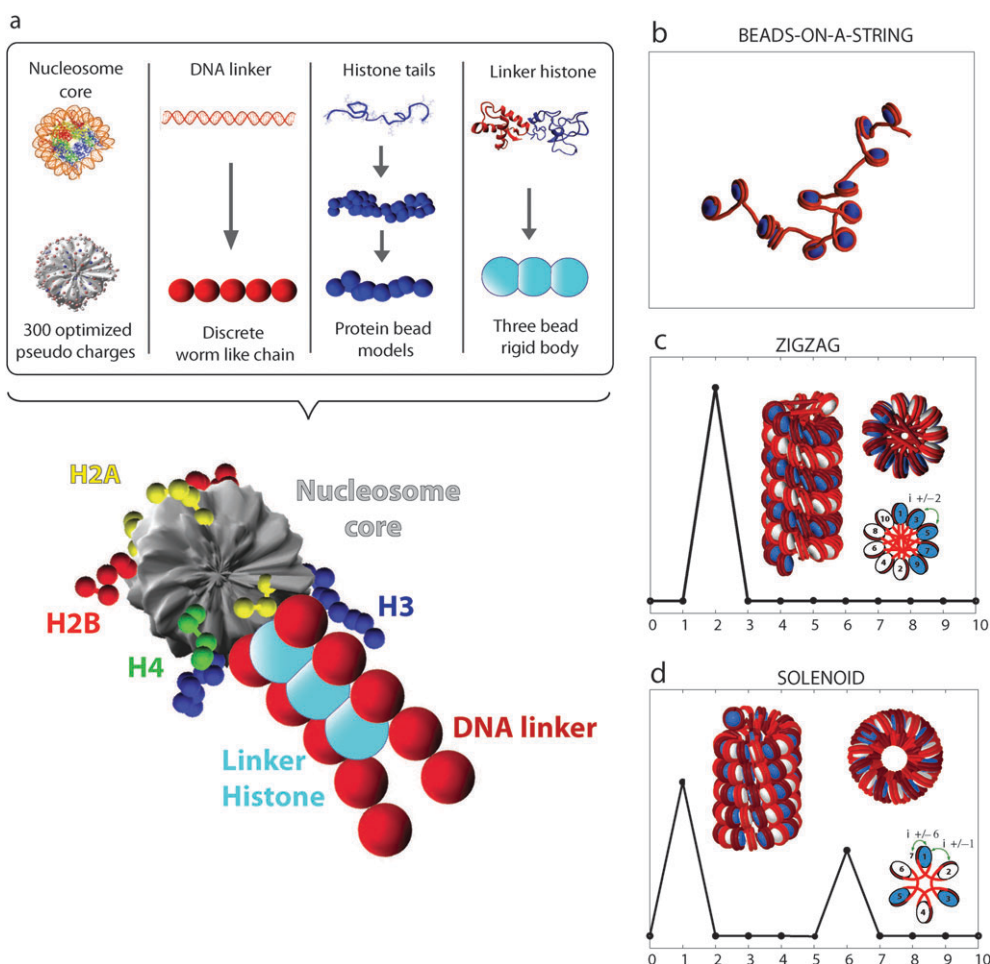 a
Nucleosome
core
DNA linker
Histone tails
Linker histone
300 optimized
pseudo charges
Discrete
worm like chain
Protein bead
models
Three bead
rigid body
H2A
Nucleosome
core
H2B
H3
H4
DNA linker
Linker
Histone
b
BEADS-ON-A-STRING
c
ZIGZAG
i +/−2
1
3
5
7
9
2
4
6
8
10
0 1 2 3 4 5 6 7 8 9 10
d
SOLENOID
i +/−6
i +/−1
7
1
2
3
4
5
6
0 1 2 3 4 5 6 7 8 9 10